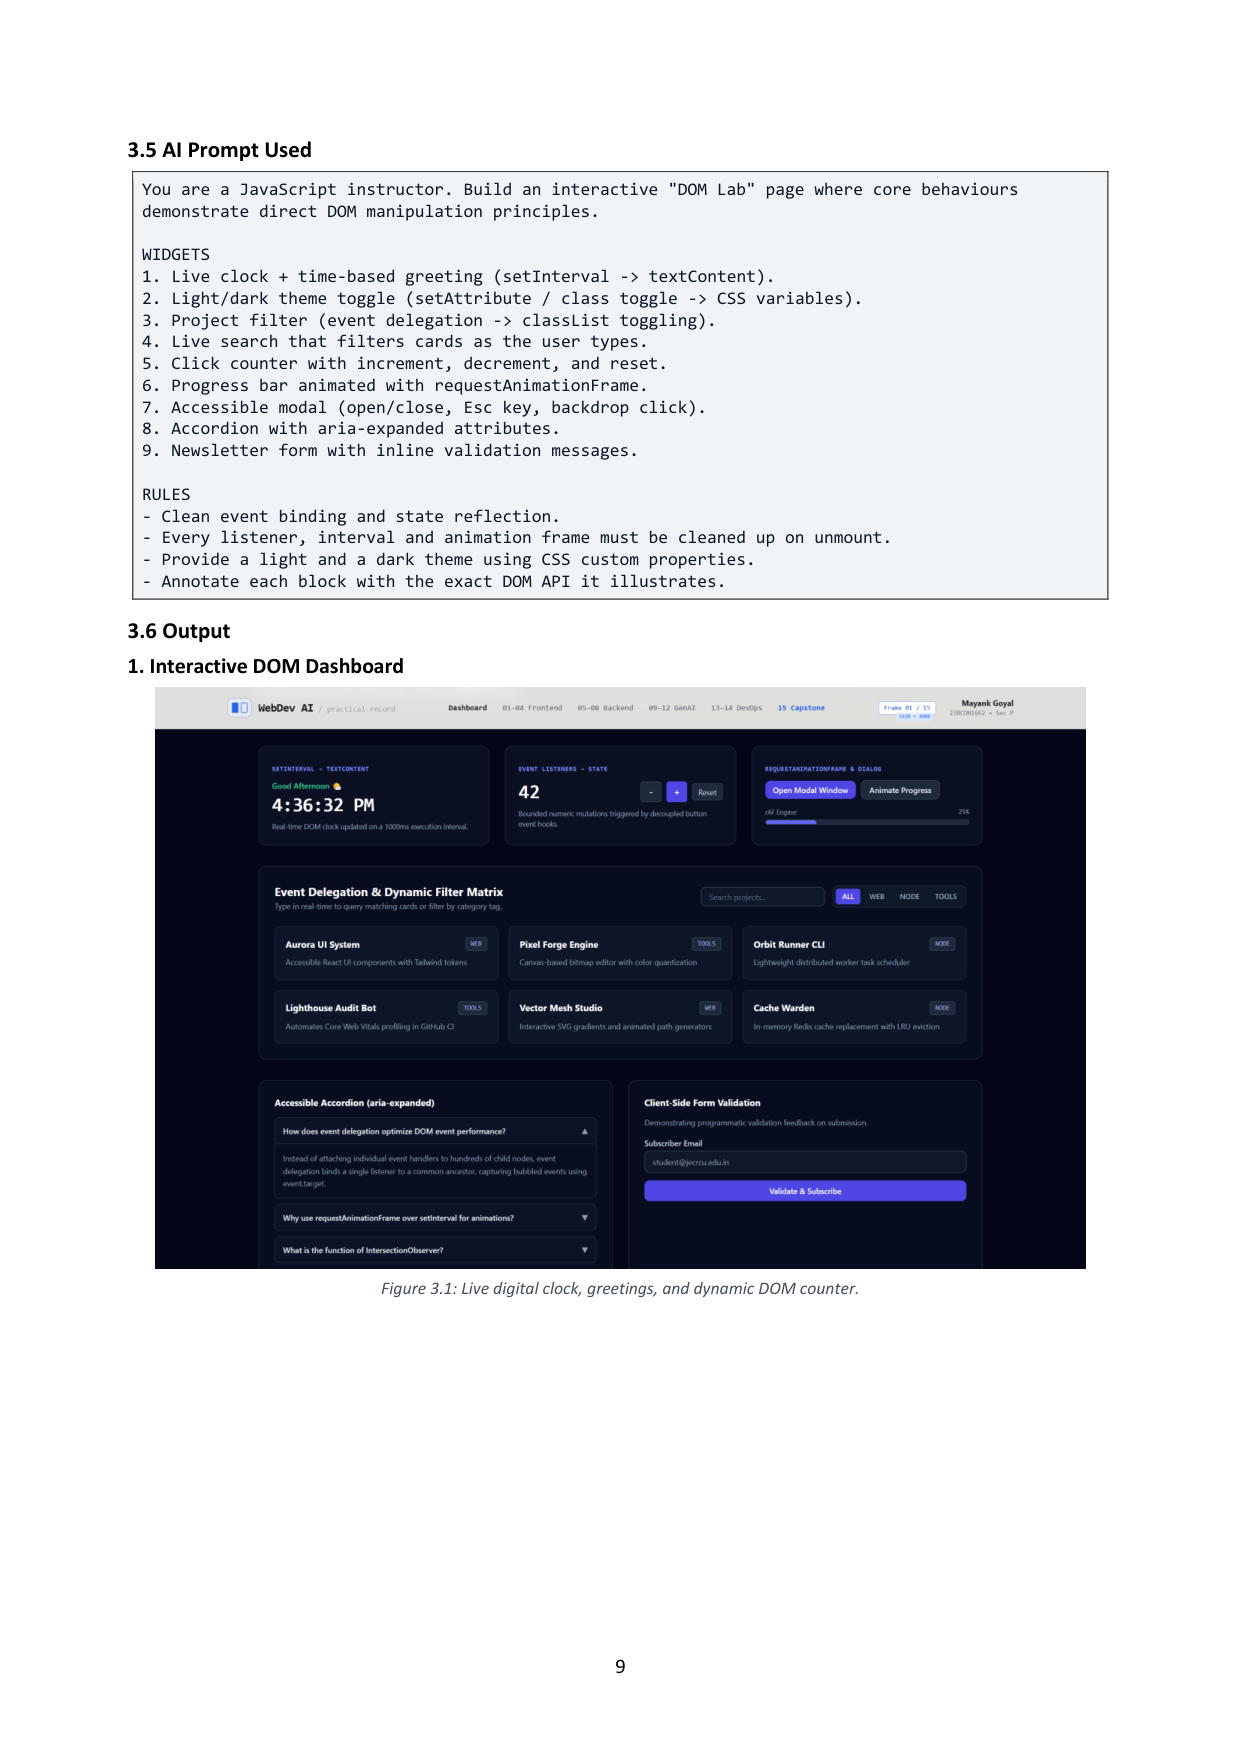 3.5 AI Prompt Used
You are a JavaScript instructor. Build an interactive "DOM Lab" page where core behaviours
demonstrate direct DOM manipulation principles.
WIDGETS
1. Live clock + time-based greeting (setInterval -> textContent).
2. Light/dark theme toggle (setAttribute / class toggle -> CSS variables).
3. Project filter (event delegation -> classList toggling).
4. Live search that filters cards as the user types.
5. Click counter with increment, decrement, and reset.
6. Progress bar animated with requestAnimationFrame.
7. Accessible modal (open/close, Esc key, backdrop click).
8. Accordion with aria-expanded attributes.
9. Newsletter form with inline validation messages.
RULES
- Clean event binding and state reflection.
- Every listener, interval and animation frame must be cleaned up on unmount.
- Provide a light and a dark theme using CSS custom properties.
- Annotate each block with the exact DOM API it illustrates.
3.6 Output
1. Interactive DOM Dashboard
WebDev AI / practical-record Dashboard 01-04 Frontend 05-08 Backend 09-12 GenAI 13-14 DevOps 15 Capstone Frame 01 / 15 Mayank Goyal
1920 × 1080 23BCON1662 • Sec P
SETINTERVAL → TEXTCONTENT EVENT LISTENERS → STATE REQUESTANIMATIONFRAME & DIALOG
Good Afternoon
4:36:32 PM 42 - + Reset Open Modal Window Animate Progress
rAF Engine: 25%
Real-time DOM clock updated on a 1000ms execution interval. Bounded numeric mutations triggered by decoupled button
event hooks.
Event Delegation & Dynamic Filter Matrix
Type in real-time to query matching cards or filter by category tag. Search projects... ALL WEB NODE TOOLS
Aurora UI System WEB Pixel Forge Engine TOOLS Orbit Runner CLI NODE
Accessible React UI components with Tailwind tokens Canvas-based bitmap editor with color quantization Lightweight distributed worker task scheduler
Lighthouse Audit Bot TOOLS Vector Mesh Studio WEB Cache Warden NODE
Automates Core Web Vitals profiling in GitHub CI Interactive SVG gradients and animated path generators In-memory Redis cache replacement with LRU eviction
Accessible Accordion (aria-expanded)
How does event delegation optimize DOM event performance? ▲
Instead of attaching individual event handlers to hundreds of child nodes, event
delegation binds a single listener to a common ancestor, capturing bubbled events using
event.target.
Why use requestAnimationFrame over setInterval for animations? ▼
What is the function of IntersectionObserver? ▼
Client-Side Form Validation
Demonstrating programmatic validation feedback on submission.
Subscriber Email
student@jecrcu.edu.in
Validate & Subscribe
Figure 3.1: Live digital clock, greetings, and dynamic DOM counter.
9